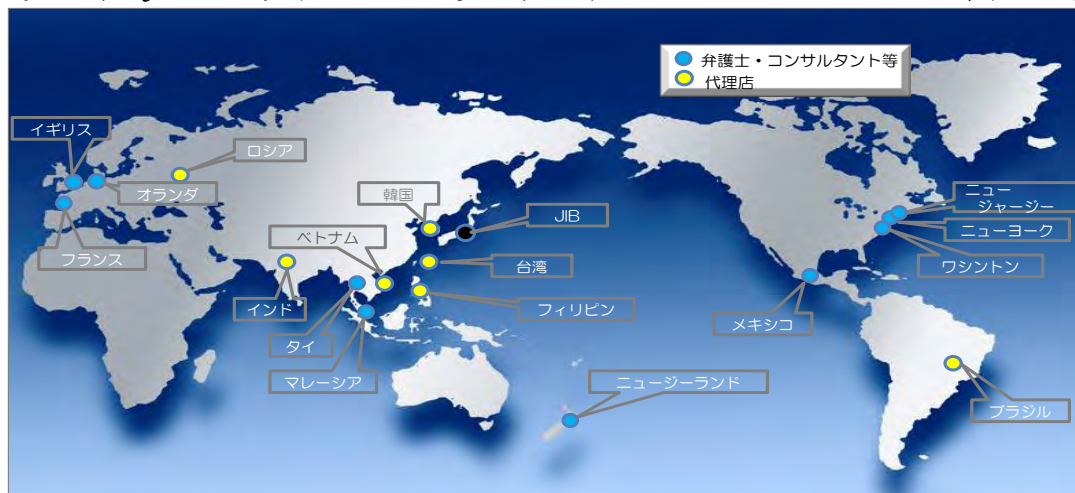 弁護士・コンサルタント等
代理店
イギリス
ロシア
オランダ
韓国
JIB
ニュー
ジャージー
ニューヨーク
ベトナム
フランス
台湾
ワシントン
インド
フィリピン
メキシコ
タイ
マレーシア
ニュージーランド
ブラジル